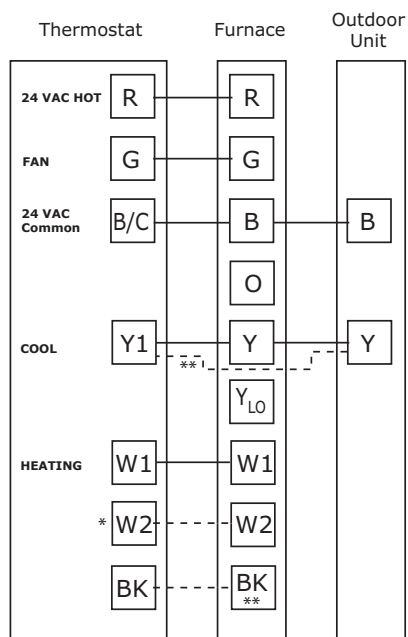 Thermostat Furnace Outdoor Unit
24 VAC HOT R R
FAN G G
24 VAC Common B/C B B
O
COOL Y1 Y Y
**
YLO
HEATING W1 W1
* W2 W2
BK BK
**